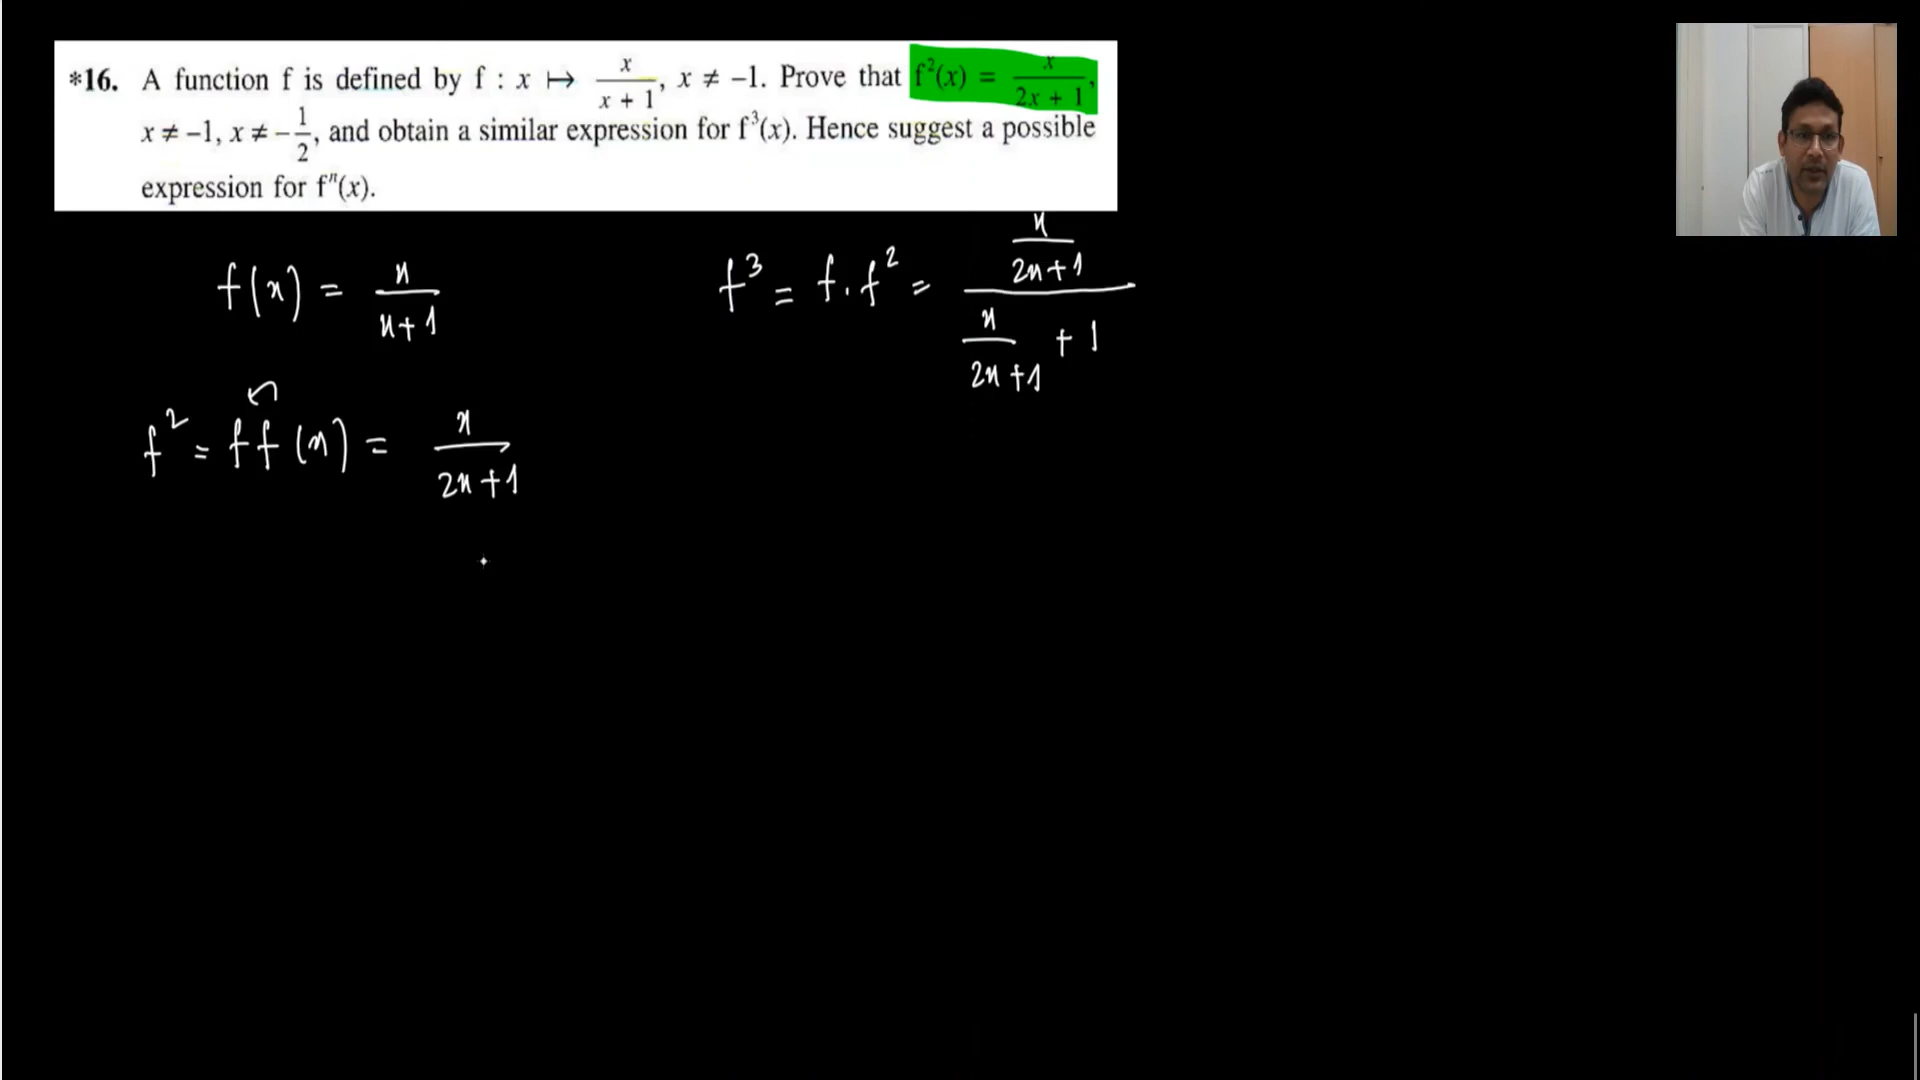 *16. A function f is defined by f : x ↦ x/(x + 1), x ≠ −1. Prove that f²(x) = x/(2x + 1),
x ≠ −1, x ≠ −1/2, and obtain a similar expression for f³(x). Hence suggest a possible
expression for fⁿ(x).
f(x) = x/(x+1)
f² = ff(x) = x/(2x+1)
f³ = f.f² = (x/(2x+1))/(x/(2x+1) + 1)